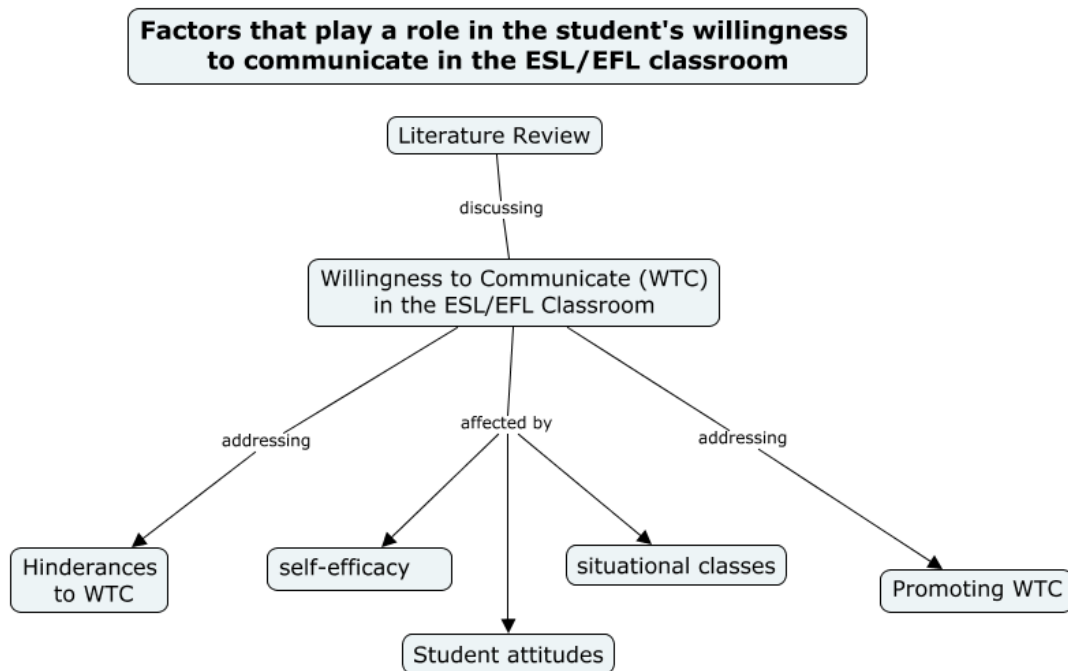 Factors that play a role in the student's willingness
to communicate in the ESL/EFL classroom
Literature Review
discussing
Willingness to Communicate (WTC)
in the ESL/EFL Classroom
addressing
affected by
addressing
Hinderances
to WTC
self-efficacy
situational classes
Promoting WTC
Student attitudes